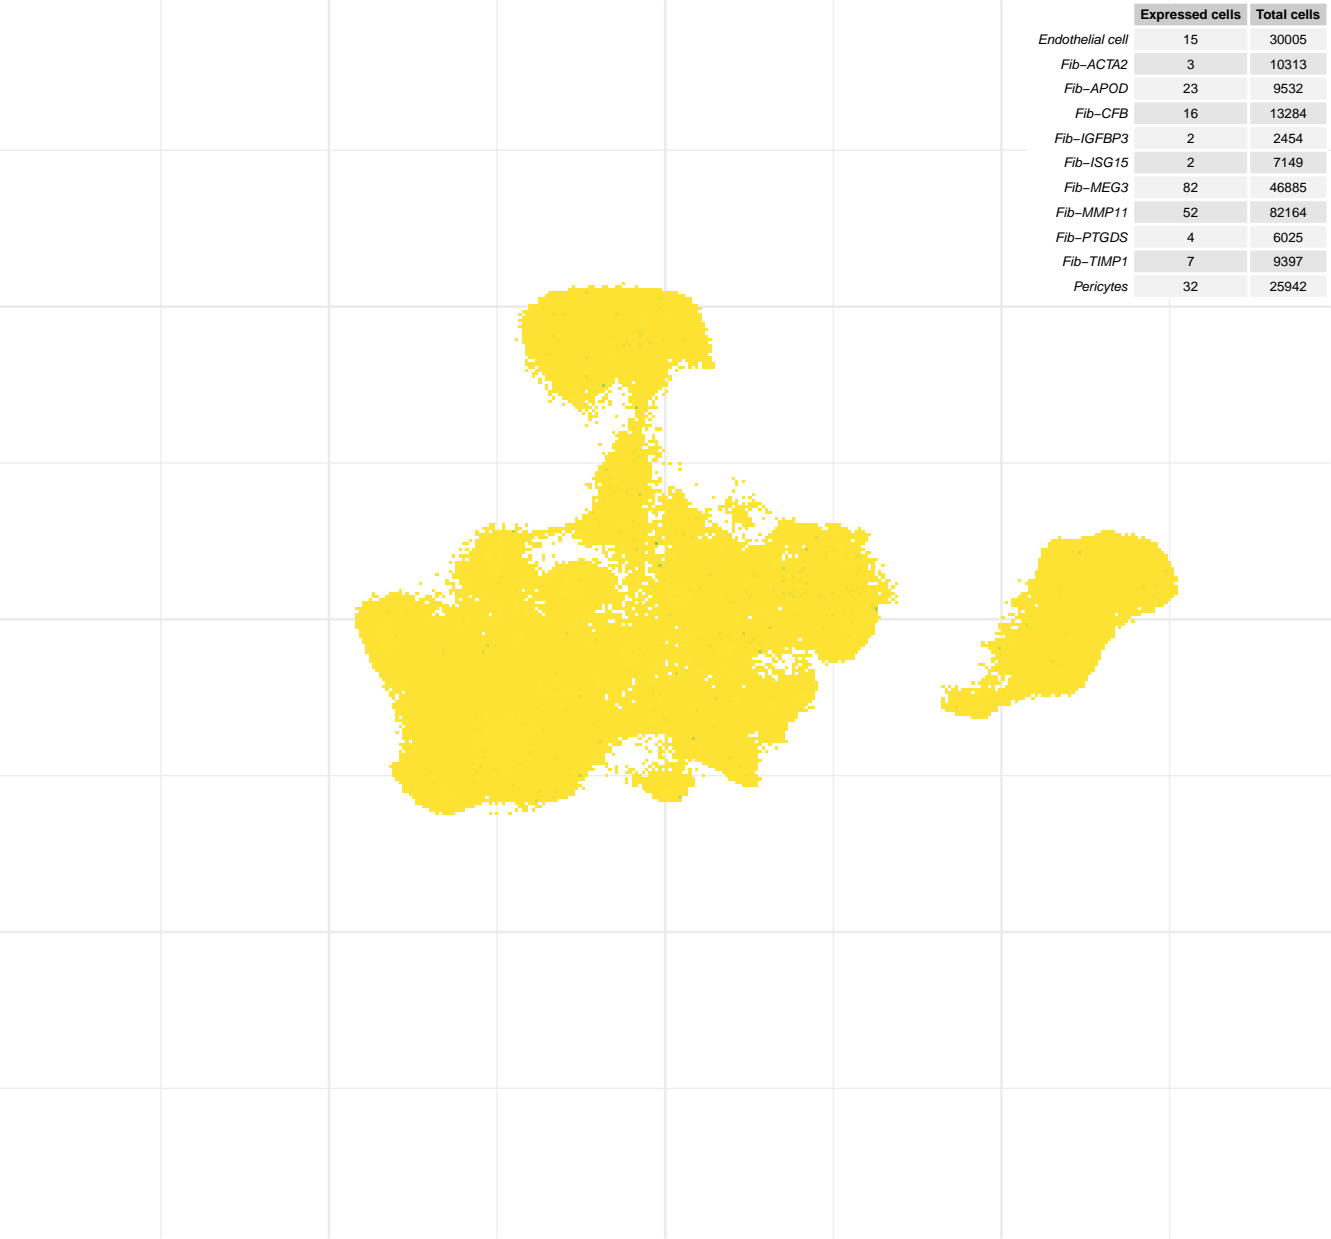 Expressed cells Total cells
Endothelial cell 15 30005
Fib−ACTA2 3 10313
Fib−APOD 23 9532
Fib−CFB 16 13284
Fib−IGFBP3 2 2454
Fib−ISG15 2 7149
Fib−MEG3 82 46885
Fib−MMP11 52 82164
Fib−PTGDS 4 6025
Fib−TIMP1 7 9397
Pericytes 32 25942